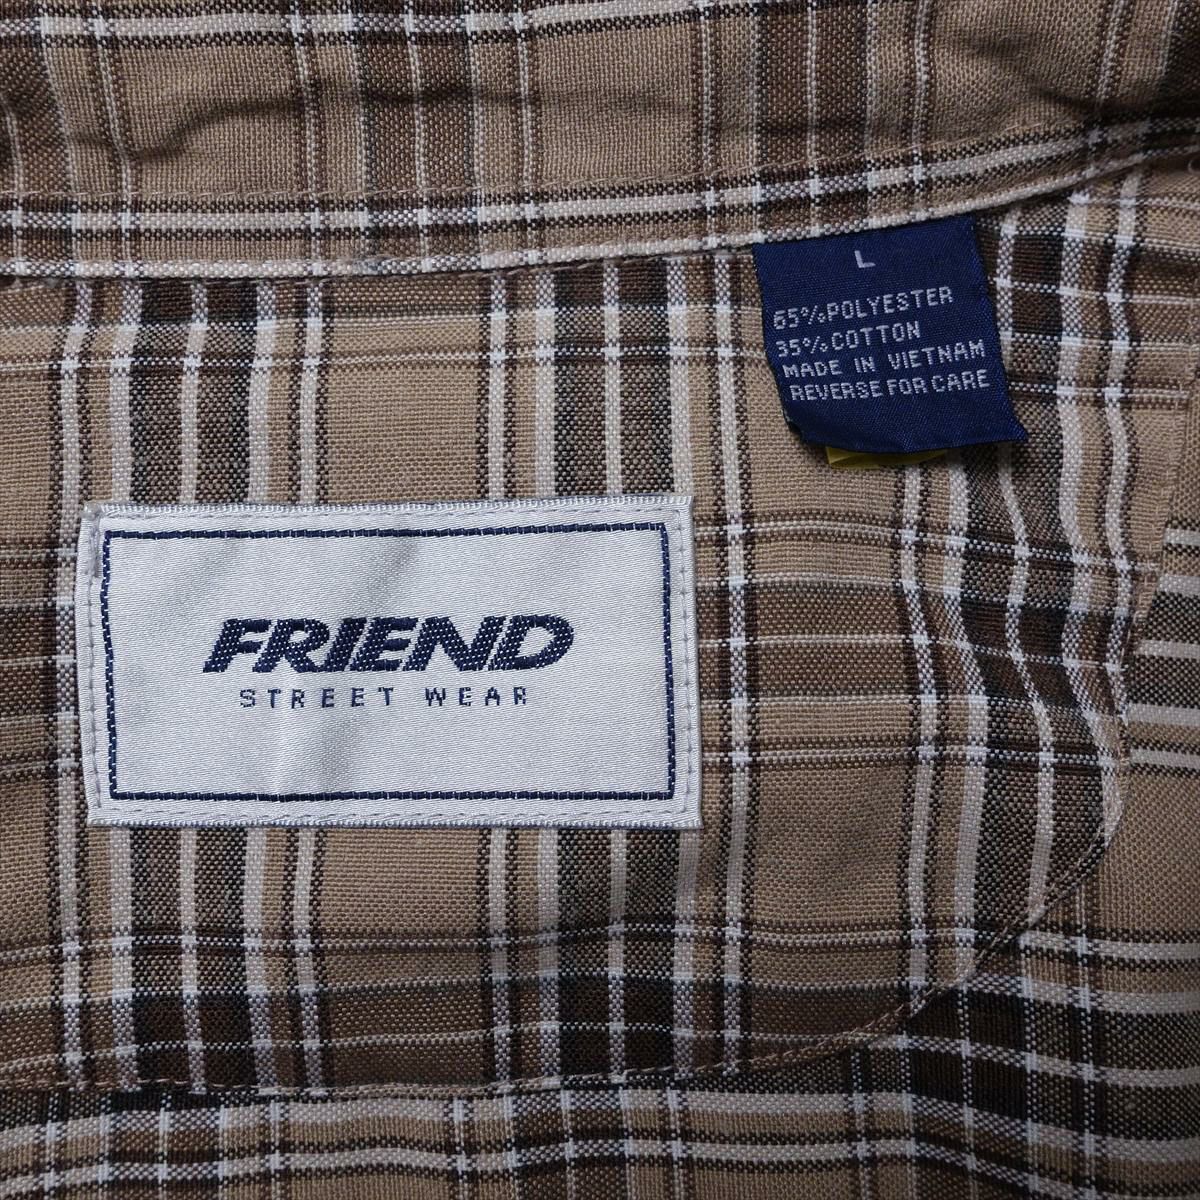 L
65%POLYESTER
35%COTTON
MADE IN VIETNAM
REVERSE FOR CARE
FRIEND
STREET WEAR